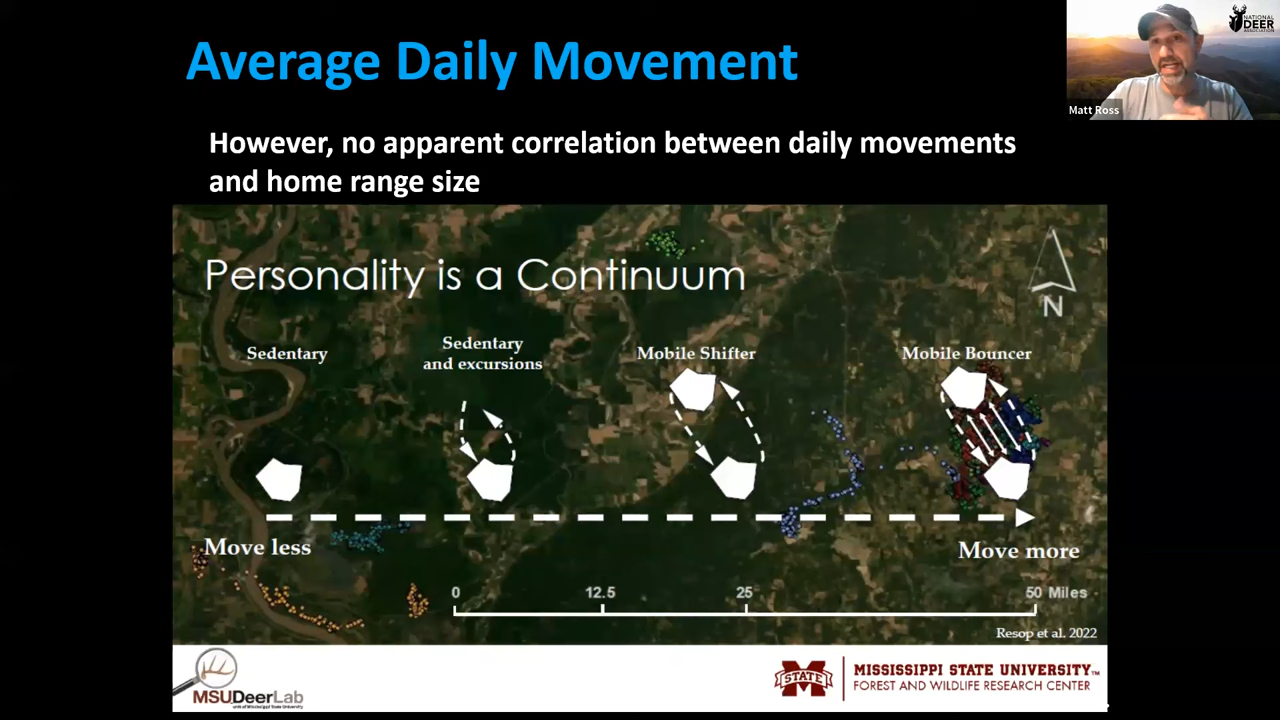 Average Daily Movement
NATIONAL
DEER
ASSOCIATION
Matt Ross
However, no apparent correlation between daily movements
and home range size
Personality is a Continuum
N
Sedentary
Sedentary
and excursions
Mobile Shifter
Mobile Bouncer
Move less
Move more
0
12.5
25
50 Miles
Resop et al. 2022
MSUDeerLab
unit of Mississippi State University
STATE
MISSISSIPPI STATE UNIVERSITY™
FOREST AND WILDLIFE RESEARCH CENTER